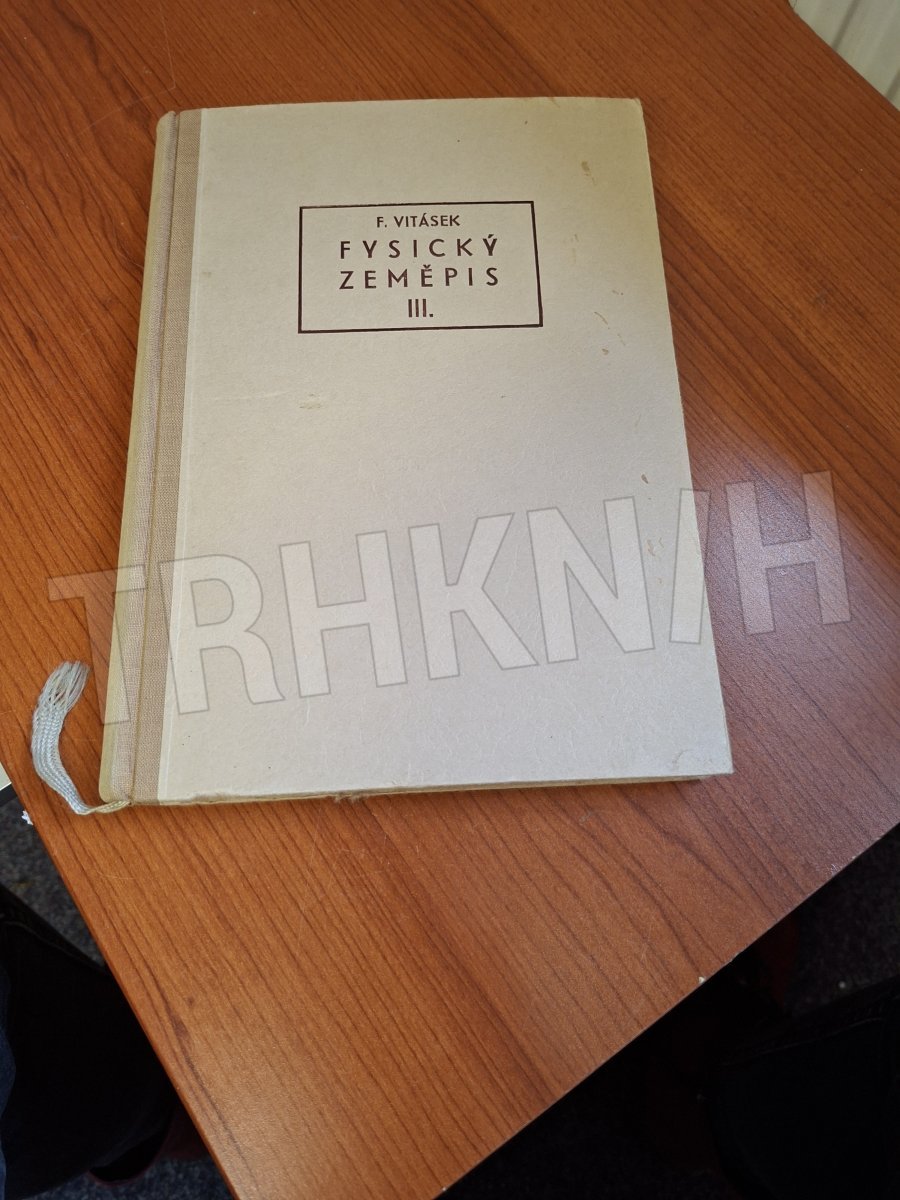 F. VITÁSEK
FYSICKÝ
ZEMĚPIS
III.
TRHKNIH